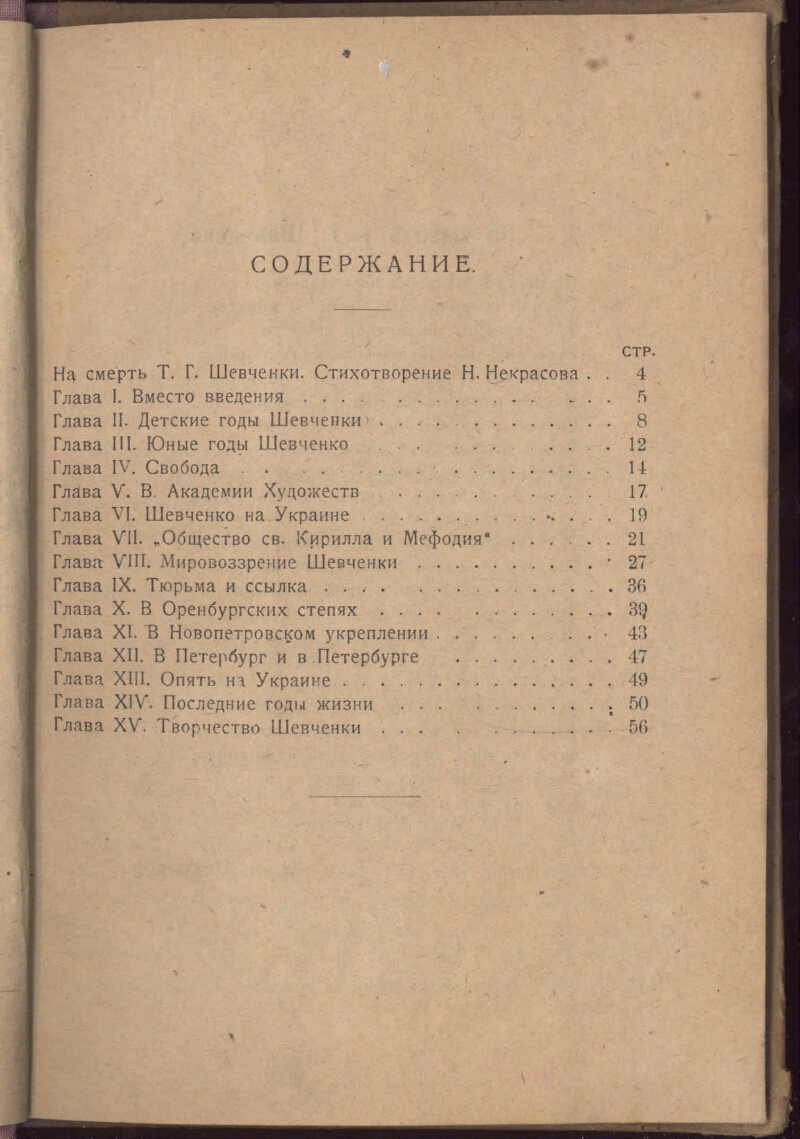 СОДЕРЖАНИЕ.
СТР.
На смерть Т. Г. Шевченки. Стихотворение Н. Некрасова . . 4
Глава I. Вместо введения . . . . . . . . . . . . . . . . 5
Глава II. Детские годы Шевченки . . . . . . . . . . . . . 8
Глава III. Юные годы Шевченко . . . . . . . . . . 12
Глава IV. Свобода . . . . . . . . . . . . . . . . . . 14
Глава V. В Академии Художеств . . . . . . . . . . . 17
Глава VI. Шевченко на Украине . . . . . . . . . . . . . 19
Глава VII. „Общество св. Кирилла и Мефодия“ . . . . . . 21
Глава VIII. Мировоззрение Шевченки . . . . . . . . . . . 27
Глава IX. Тюрьма и ссылка . . . . . . . . . . . . . . . 36
Глава X. В Оренбургских степях . . . . . . . . . . . . 39
Глава XI. В Новопетровском укреплении . . . . . . . . . 43
Глава XII. В Петербург и в Петербурге . . . . . . . . . 47
Глава XIII. Опять на Украине . . . . . . . . . . . . . . . 49
Глава XIV. Последние годы жизни . . . . . . . . . . . 50
Глава XV. Творчество Шевченки . . . . . . . . . . . 56